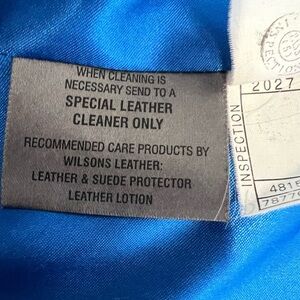 WHEN CLEANING IS
NECESSARY SEND TO A
SPECIAL LEATHER
CLEANER ONLY
RECOMMENDED CARE PRODUCTS BY
WILSONS LEATHER:
LEATHER & SUEDE PROTECTOR
LEATHER LOTION
INSPECTION
2027